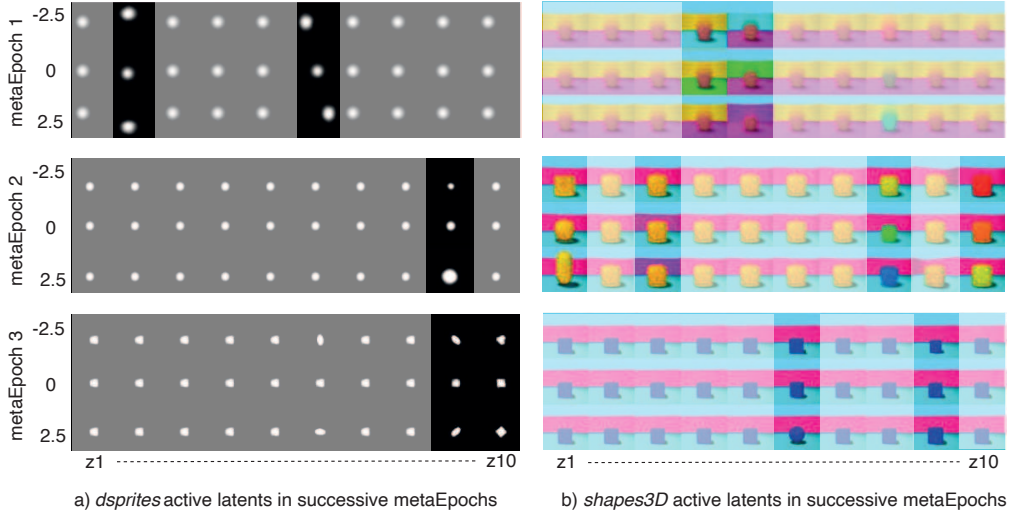 metaEpoch 1
-2.5
0
2.5
metaEpoch 2
-2.5
0
2.5
metaEpoch 3
-2.5
0
2.5
z1 z10
z1 z10
a) dsprites active latents in successive metaEpochs
b) shapes3D active latents in successive metaEpochs